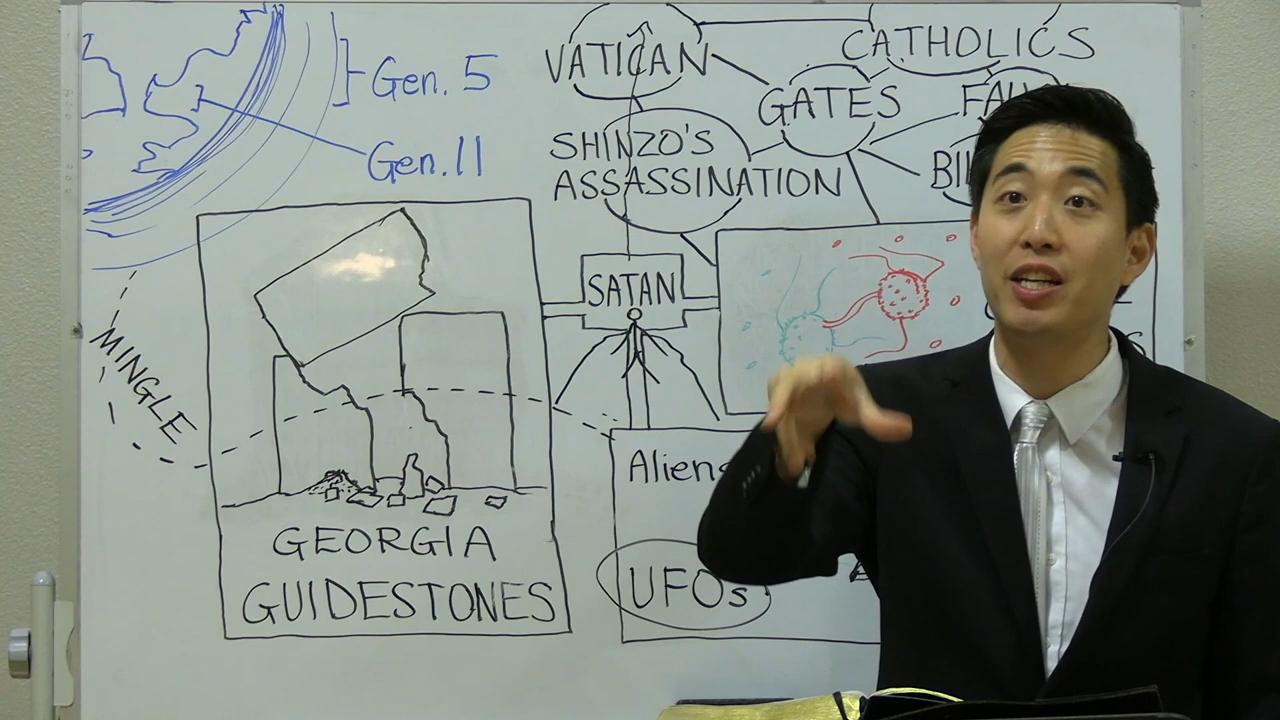 Gen. 5
Gen. 11
VATICAN
CATHOLICS
GATES
SHINZO'S
ASSASSINATION
SATAN
MINGLE
Aliens
GEORGIA
GUIDESTONES
UFOs